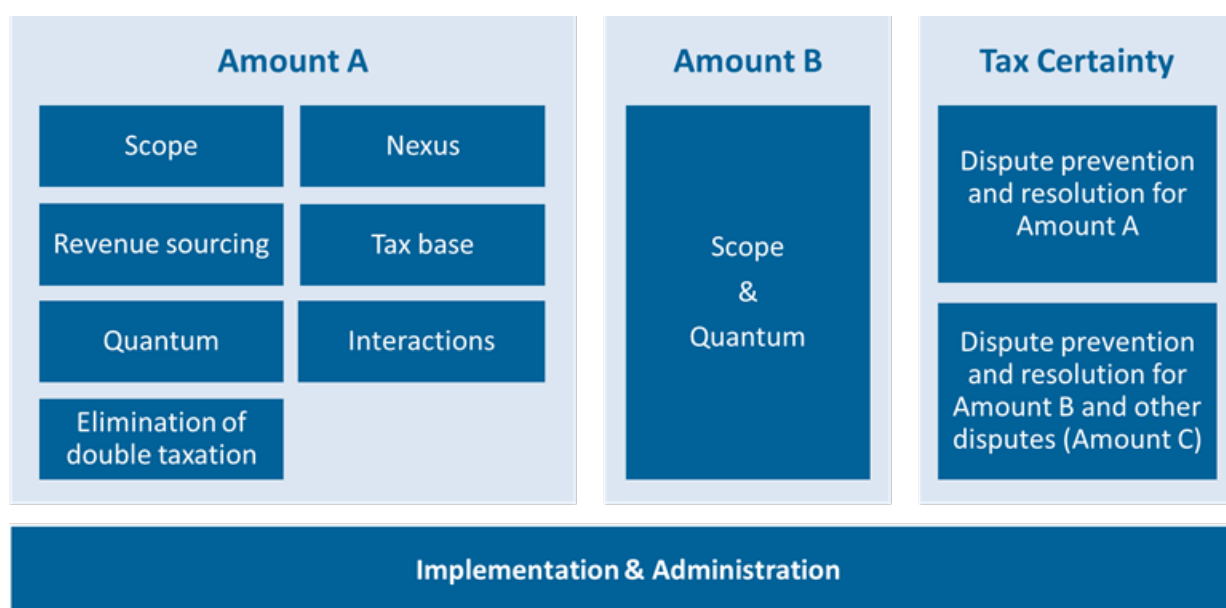 Amount A
Scope
Nexus
Revenue sourcing
Tax base
Quantum
Interactions
Elimination of
double taxation
Amount B
Scope
&
Quantum
Tax Certainty
Dispute prevention
and resolution for
Amount A
Dispute prevention
and resolution for
Amount B and other
disputes (Amount C)
Implementation & Administration